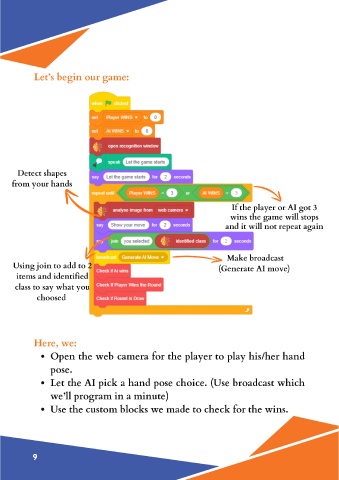 Let's begin our game:
when clicked
set Player WINS to 0
set AI WINS to 0
open recognition window
speak Let the game starts
say Let the game starts for 2 seconds
Detect shapes
from your hands
repeat until Player WINS = 3 or AI WINS = 3
analyse image from web camera
If the player or AI got 3
wins the game will stops
and it will not repeat again
say Show your move for 2 seconds
say join you selected identified class for 2 seconds
broadcast Generate AI Move
Make broadcast
(Generate AI move)
Using join to add to 2
items and identified
class to say what you
choosed
Check if AI wins
Check if Player Wins the Round
Check if Round is Draw
Here, we:
• Open the web camera for the player to play his/her hand
pose.
• Let the AI pick a hand pose choice. (Use broadcast which
we'll program in a minute)
• Use the custom blocks we made to check for the wins.
9